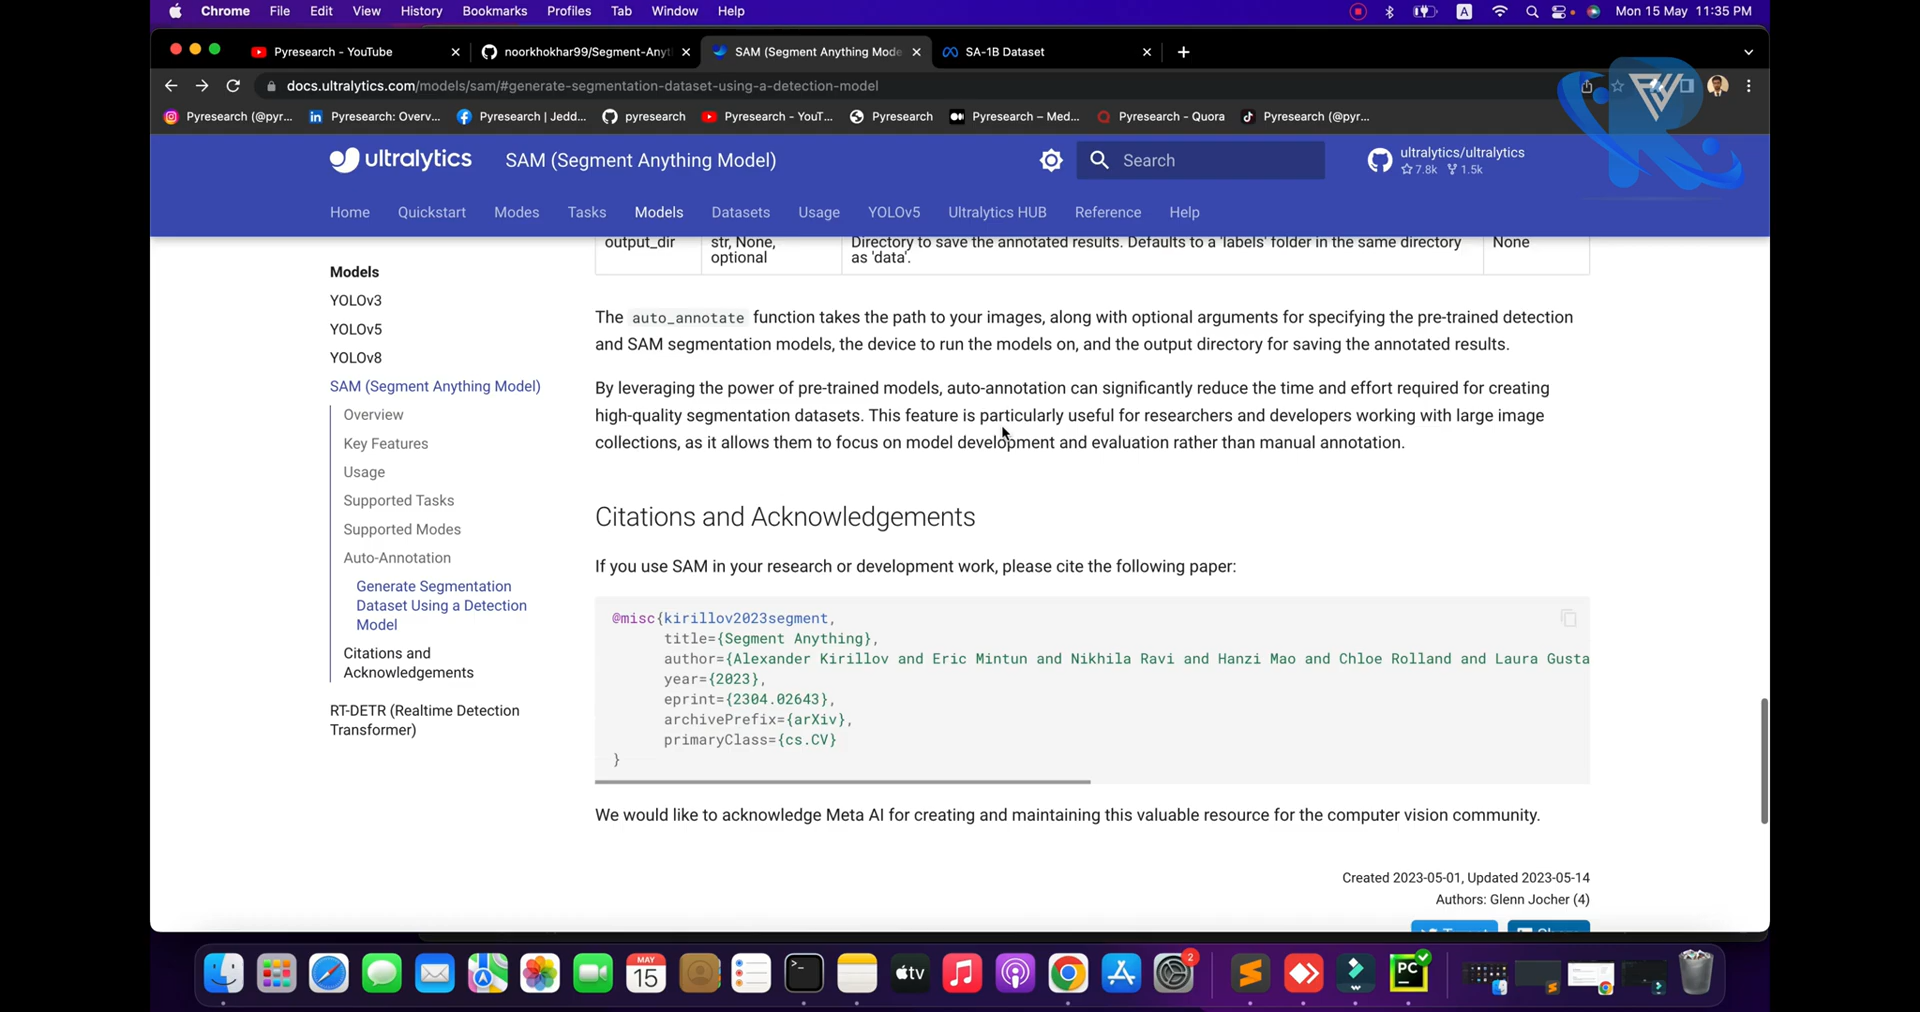 Chrome File Edit View History Bookmarks Profiles Tab Window Help A Mon 15 May 11:35 PM
Pyresearch - YouTube noorkhokhar99/Segment-Anyt SAM (Segment Anything Mode SA-1B Dataset
docs.ultralytics.com/models/sam/#generate-segmentation-dataset-using-a-detection-model
Pyresearch (@pyr... Pyresearch: Overv... Pyresearch | Jedd... pyresearch Pyresearch - YouT... Pyresearch Pyresearch – Med... Pyresearch - Quora Pyresearch (@pyr...
ultralytics SAM (Segment Anything Model) Search ultralytics/ultralytics
7.8k 1.5k
Home Quickstart Modes Tasks Models Datasets Usage YOLOv5 Ultralytics HUB Reference Help
output_dir str, None, optional Directory to save the annotated results. Defaults to a 'labels' folder in the same directory as 'data'. None
Models
YOLOv3
YOLOv5
YOLOv8
SAM (Segment Anything Model)
Overview
Key Features
Usage
Supported Tasks
Supported Modes
Auto-Annotation
Generate Segmentation
Dataset Using a Detection
Model
Citations and
Acknowledgements
RT-DETR (Realtime Detection
Transformer)
The auto_annotate function takes the path to your images, along with optional arguments for specifying the pre-trained detection
and SAM segmentation models, the device to run the models on, and the output directory for saving the annotated results.
By leveraging the power of pre-trained models, auto-annotation can significantly reduce the time and effort required for creating
high-quality segmentation datasets. This feature is particularly useful for researchers and developers working with large image
collections, as it allows them to focus on model development and evaluation rather than manual annotation.
Citations and Acknowledgements
If you use SAM in your research or development work, please cite the following paper:
@misc{kirillov2023segment,
title={Segment Anything},
author={Alexander Kirillov and Eric Mintun and Nikhila Ravi and Hanzi Mao and Chloe Rolland and Laura Gusta
year={2023},
eprint={2304.02643},
archivePrefix={arXiv},
primaryClass={cs.CV}
}
We would like to acknowledge Meta AI for creating and maintaining this valuable resource for the computer vision community.
Created 2023-05-01, Updated 2023-05-14
Authors: Glenn Jocher (4)
MAY
15
tv
2
PC